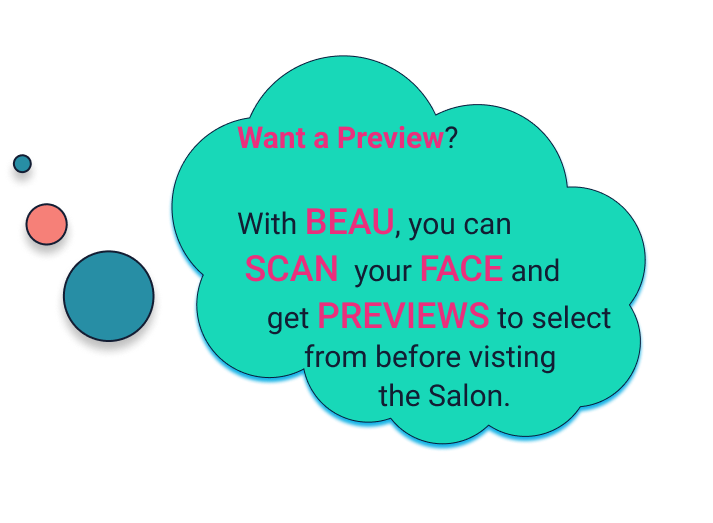 Want a Preview?
With BEAU, you can
SCAN your FACE and
get PREVIEWS to select
from before visting
the Salon.